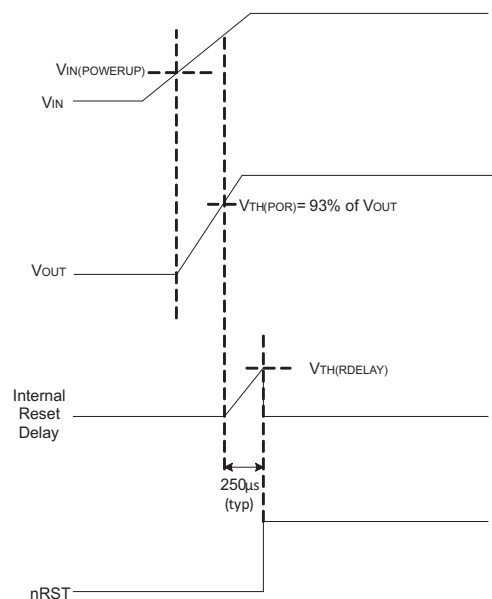 VIN(POWERUP)
VIN
VTH(POR)= 93% of VOUT
VOUT
VTH(RDELAY)
Internal
Reset
Delay
250µs
(typ)
nRST